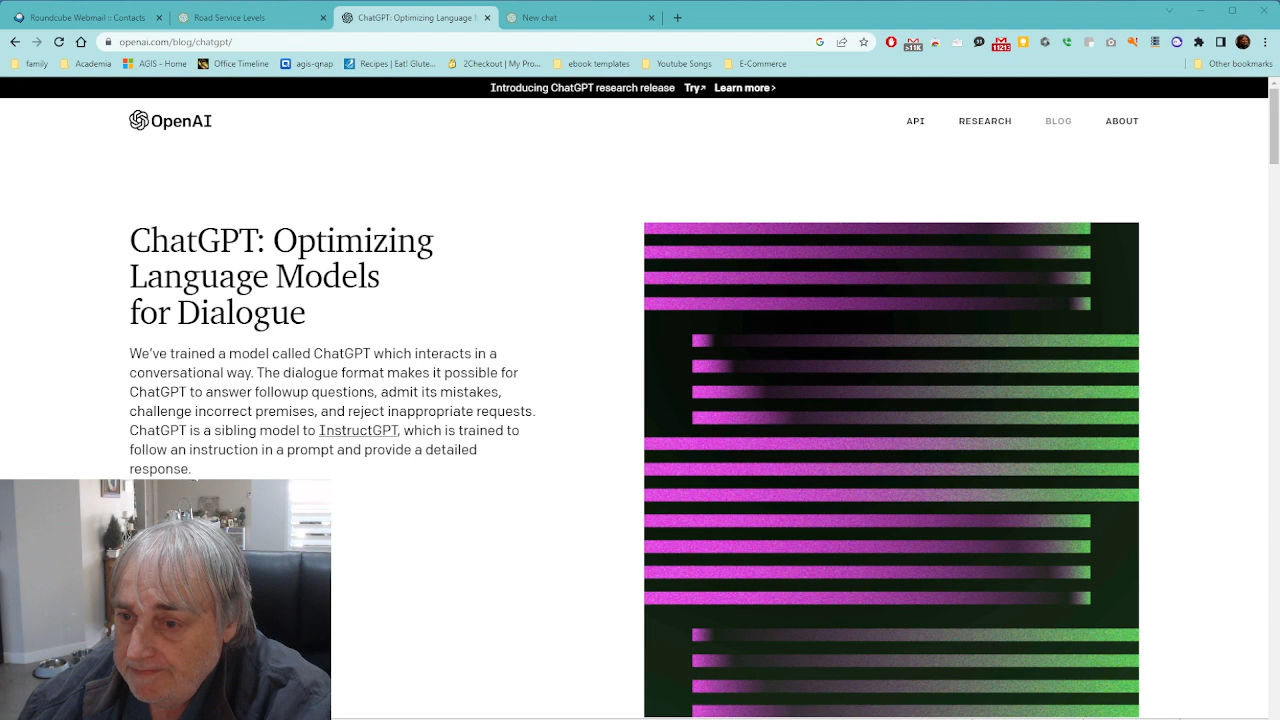 Roundcube Webmail :: Contacts
Road Service Levels
ChatGPT: Optimizing Language
New chat
openai.com/blog/chatgpt/
>11K
11213
family
Academia
AGIS - Home
Office Timeline
agis-qnap
Recipes | Eat! Glute...
2Checkout | My Pro...
ebook templates
Youtube Songs
E-Commerce
Other bookmarks
Introducing ChatGPT research release Try↗ Learn more >
OpenAI
API
RESEARCH
BLOG
ABOUT
ChatGPT: Optimizing
Language Models
for Dialogue
We’ve trained a model called ChatGPT which interacts in a
conversational way. The dialogue format makes it possible for
ChatGPT to answer followup questions, admit its mistakes,
challenge incorrect premises, and reject inappropriate requests.
ChatGPT is a sibling model to InstructGPT, which is trained to
follow an instruction in a prompt and provide a detailed
response.